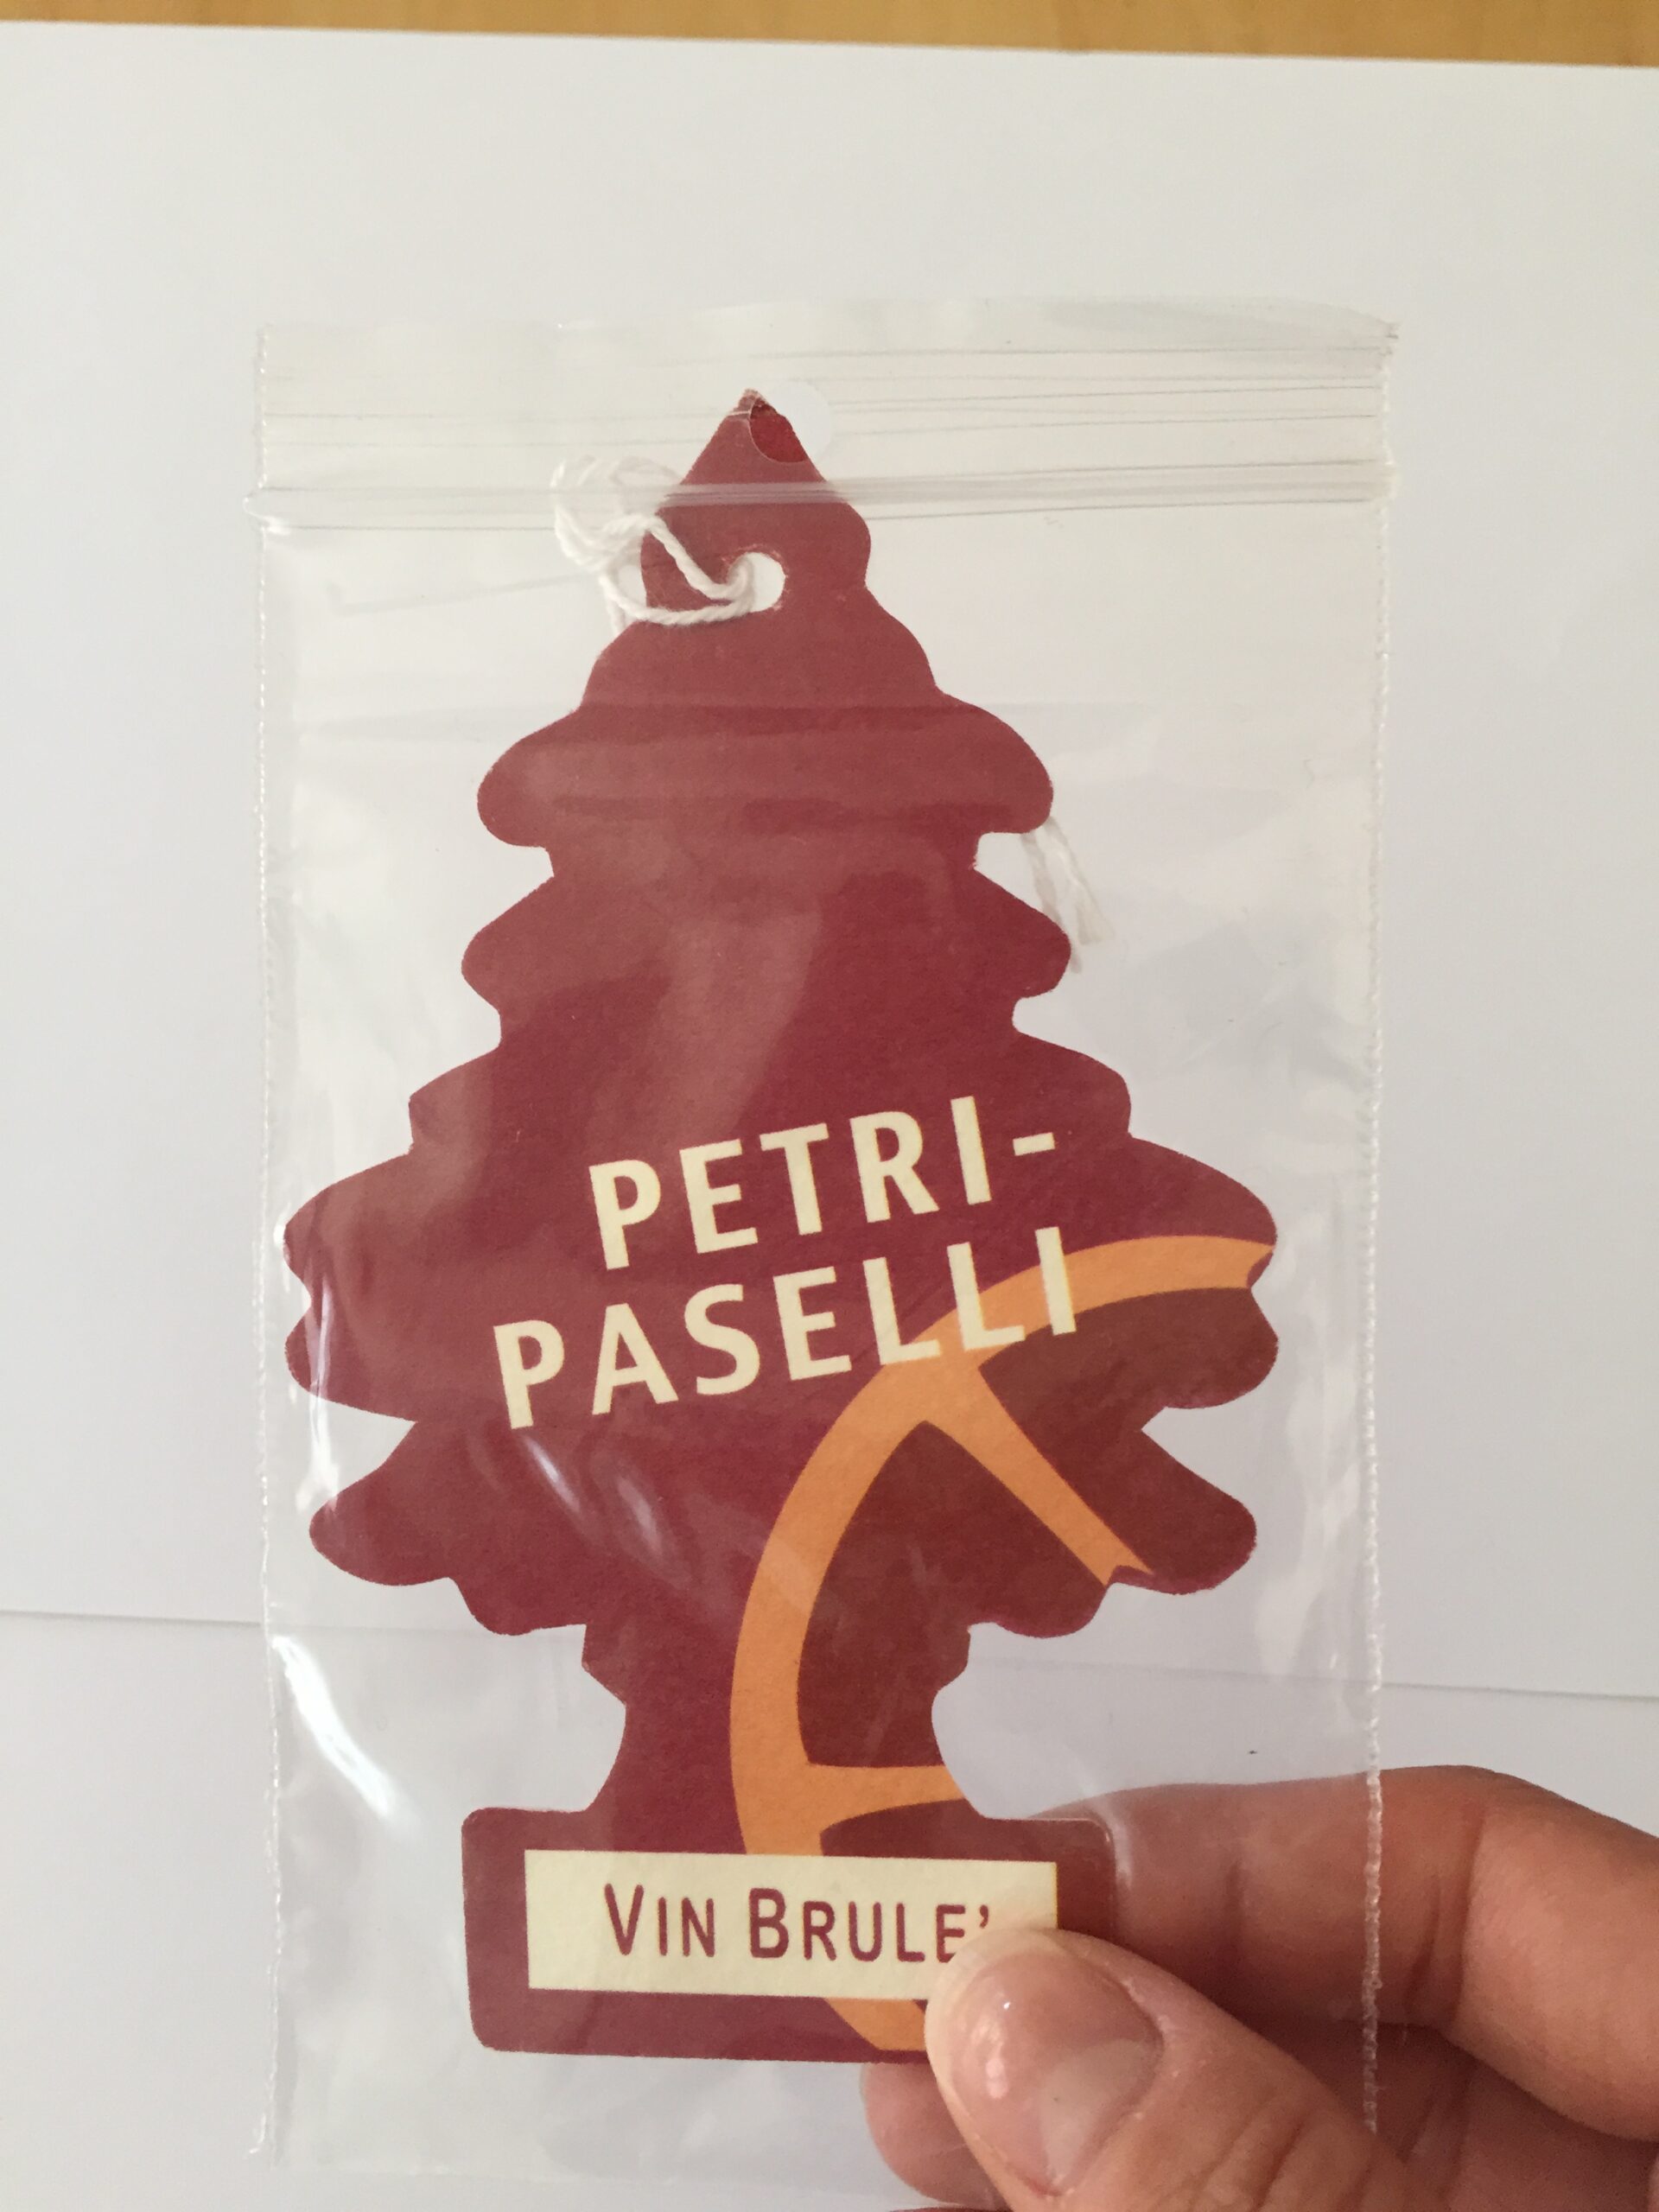 PETRI-
PASELLI
VIN BRULE'